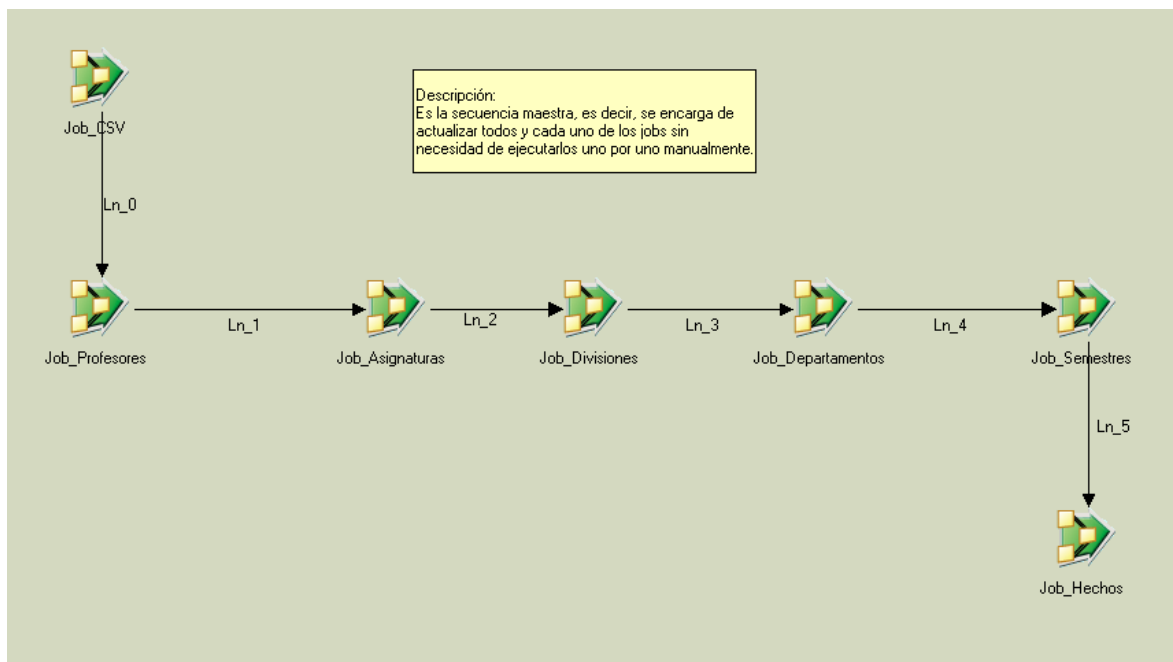 Job_CSV
Descripción:
Es la secuencia maestra, es decir, se encarga de
actualizar todos y cada uno de los jobs sin
necesidad de ejecutarlos uno por uno manualmente.
Ln_0
Ln_1
Ln_2
Ln_3
Ln_4
Job_Profesores
Job_Asignaturas
Job_Divisiones
Job_Departamentos
Job_Semestres
Ln_5
Job_Hechos